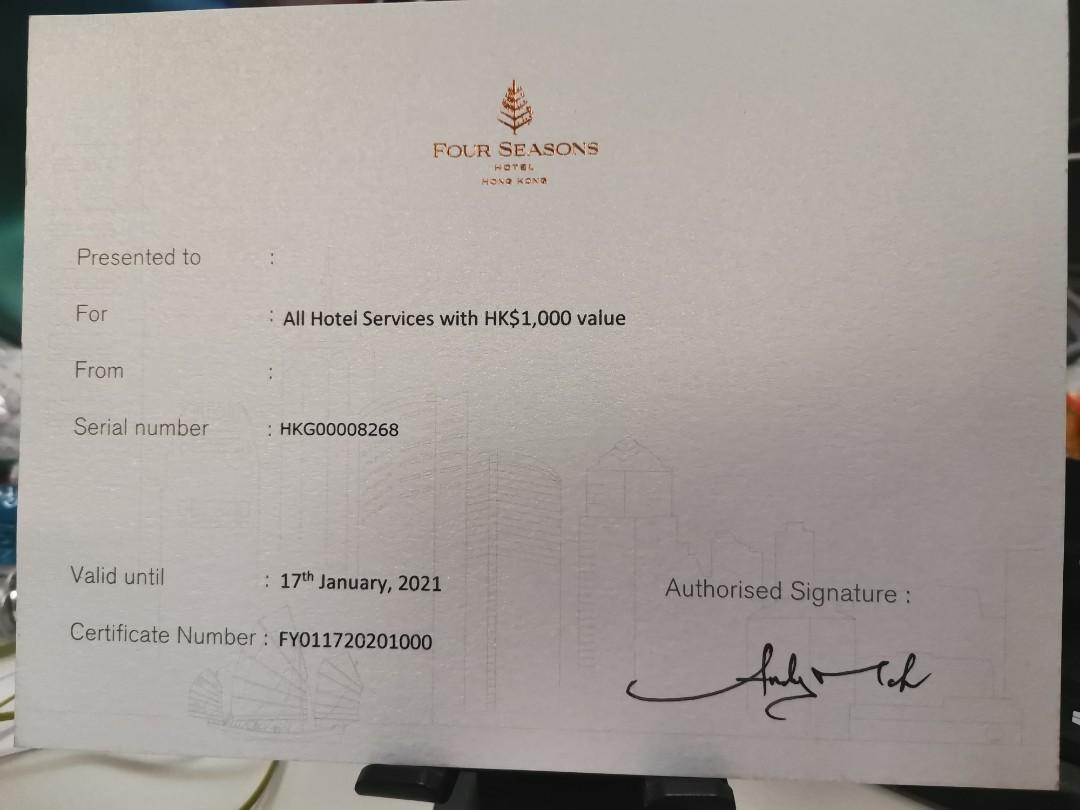 FOUR SEASONS
HOTEL
HONG KONG
Presented to :
For : All Hotel Services with HK$1,000 value
From :
Serial number : HKG00008268
Valid until : 17th January, 2021
Authorised Signature :
Certificate Number : FY011720201000